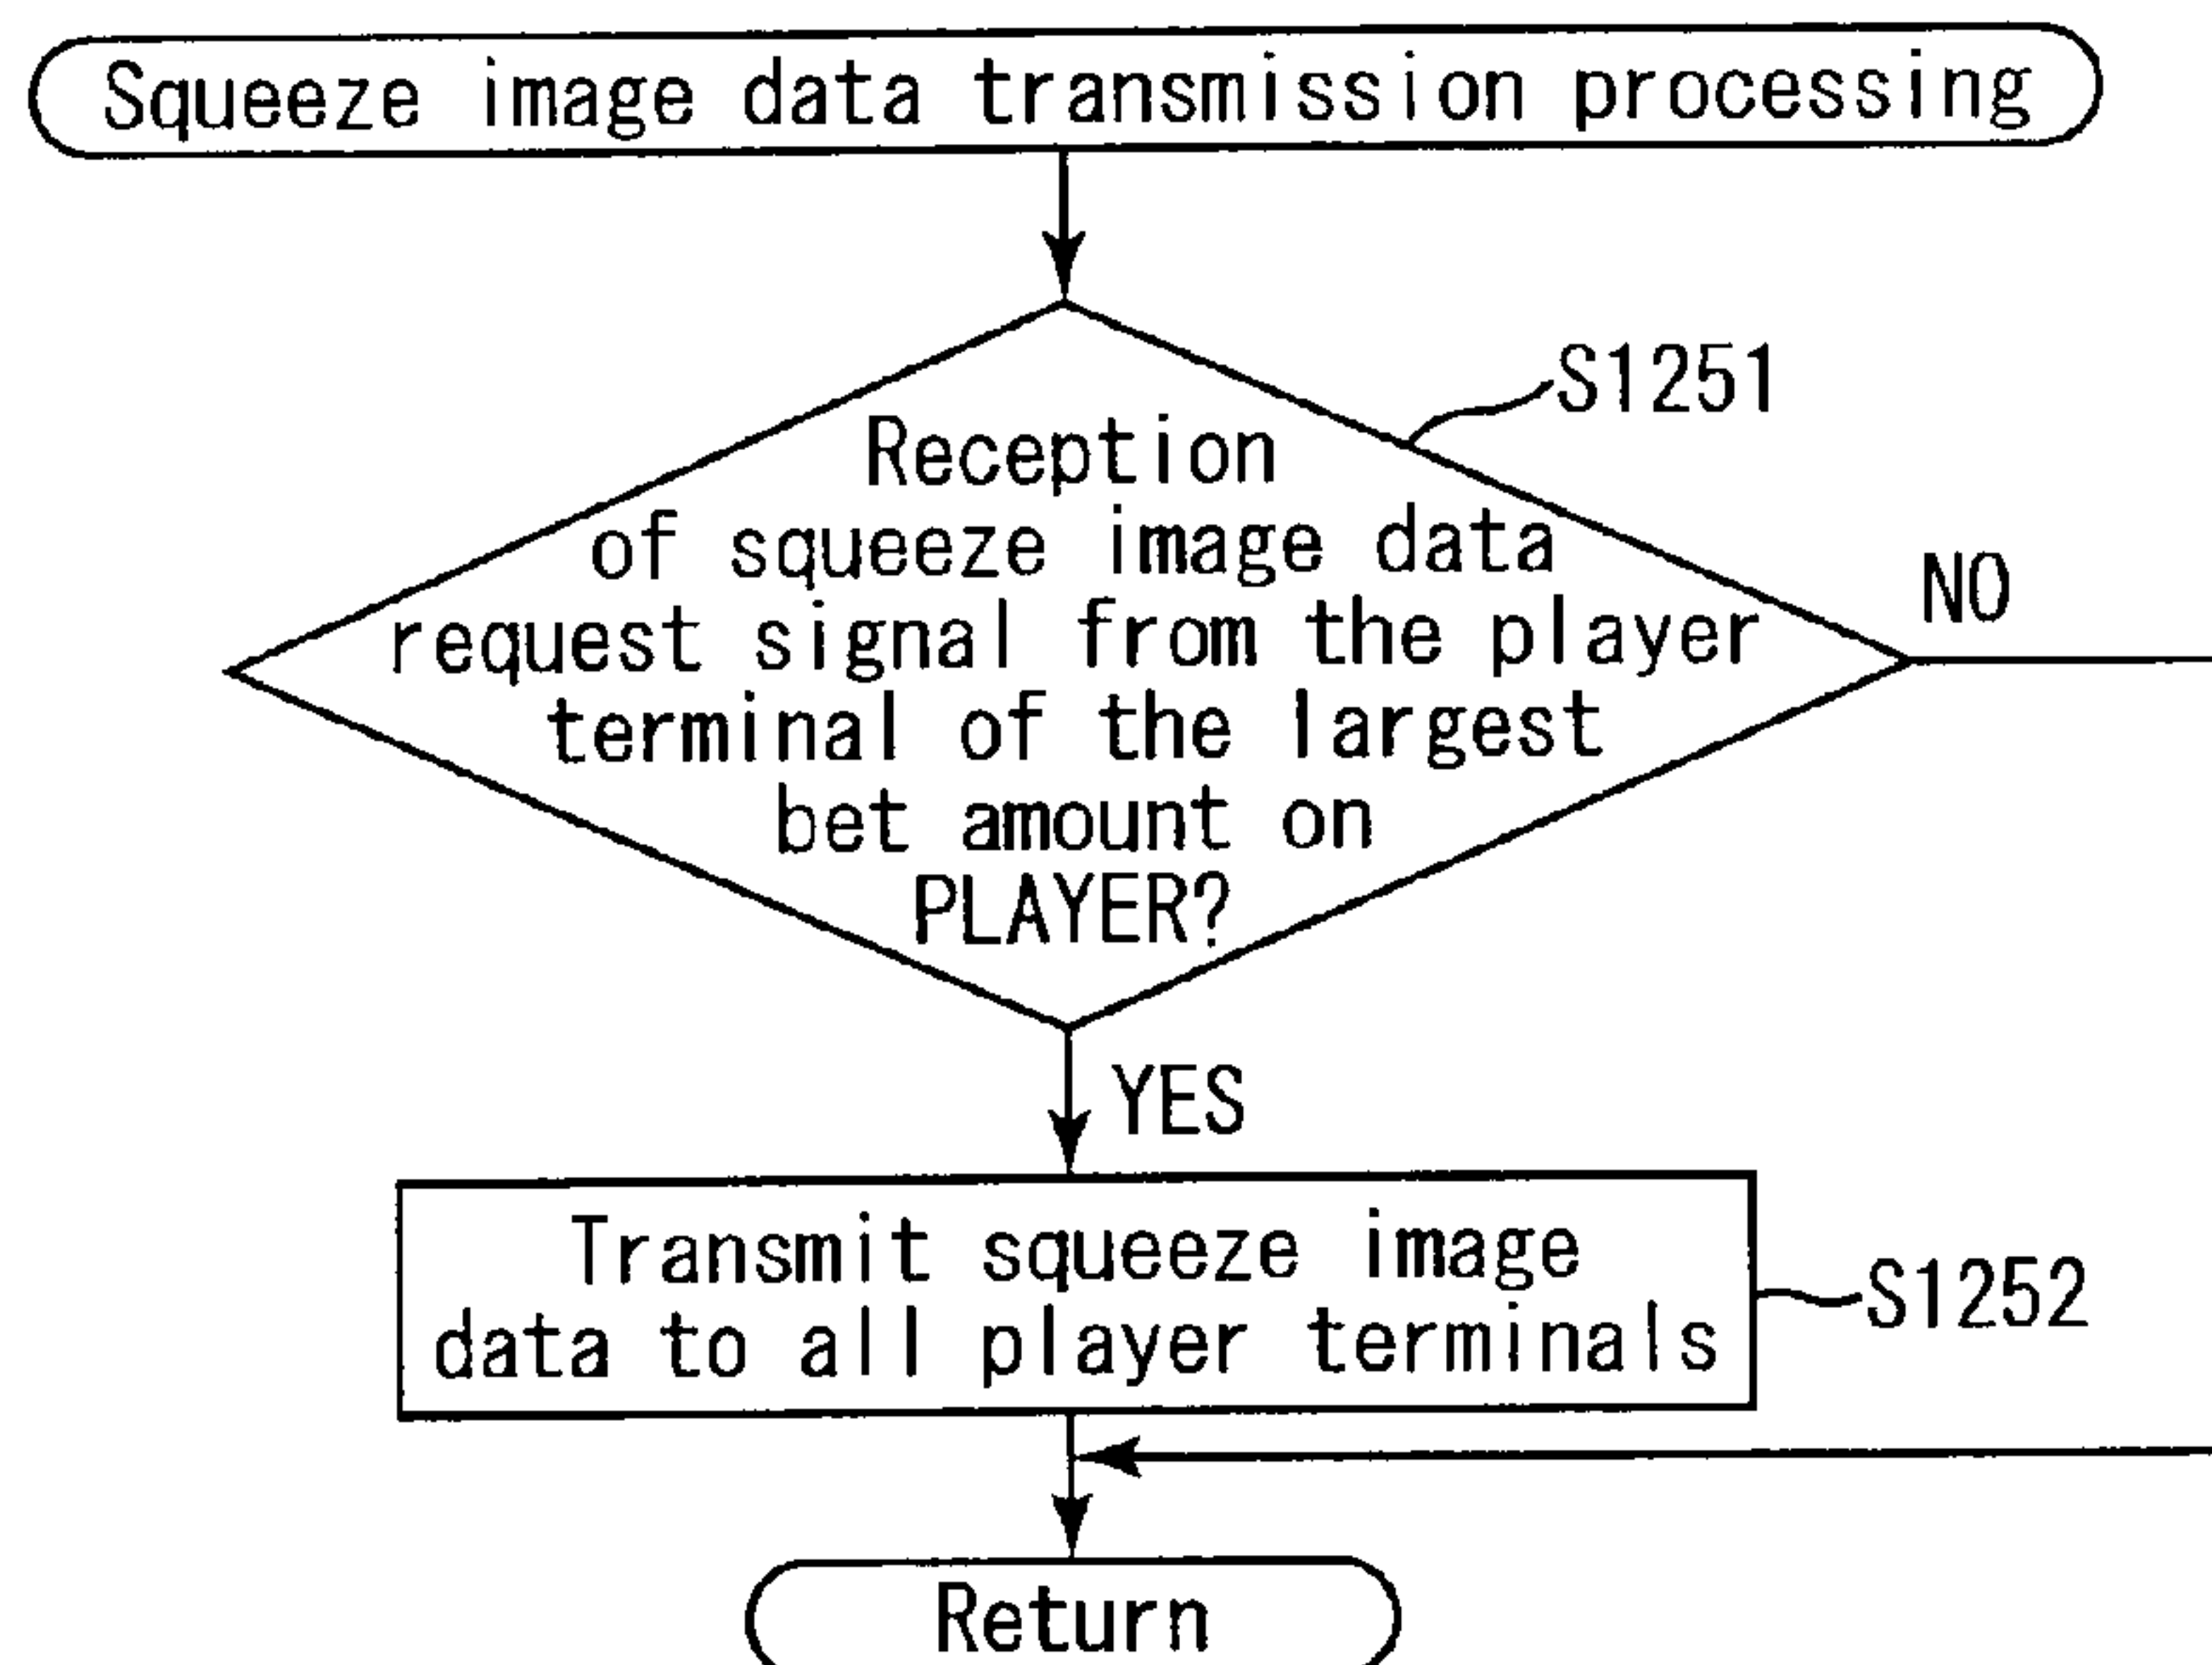 Squeeze image data transmission processing
S1251
Reception
of squeeze image data
request signal from the player
terminal of the largest
bet amount on
PLAYER?
NO
YES
Transmit squeeze image
data to all player terminals
S1252
Return